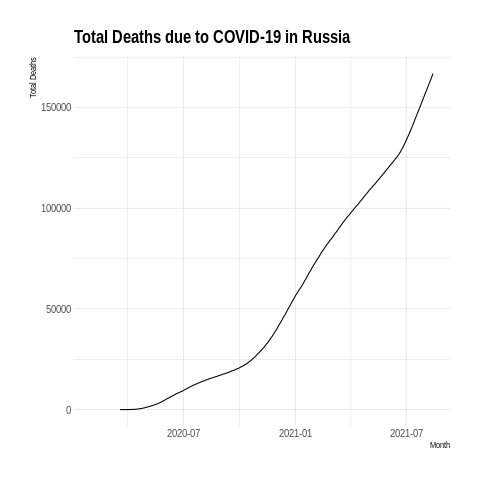 Total Deaths due to COVID-19 in Russia
Total Deaths
150000
100000
50000
0
2020-07 2021-01 2021-07
Month